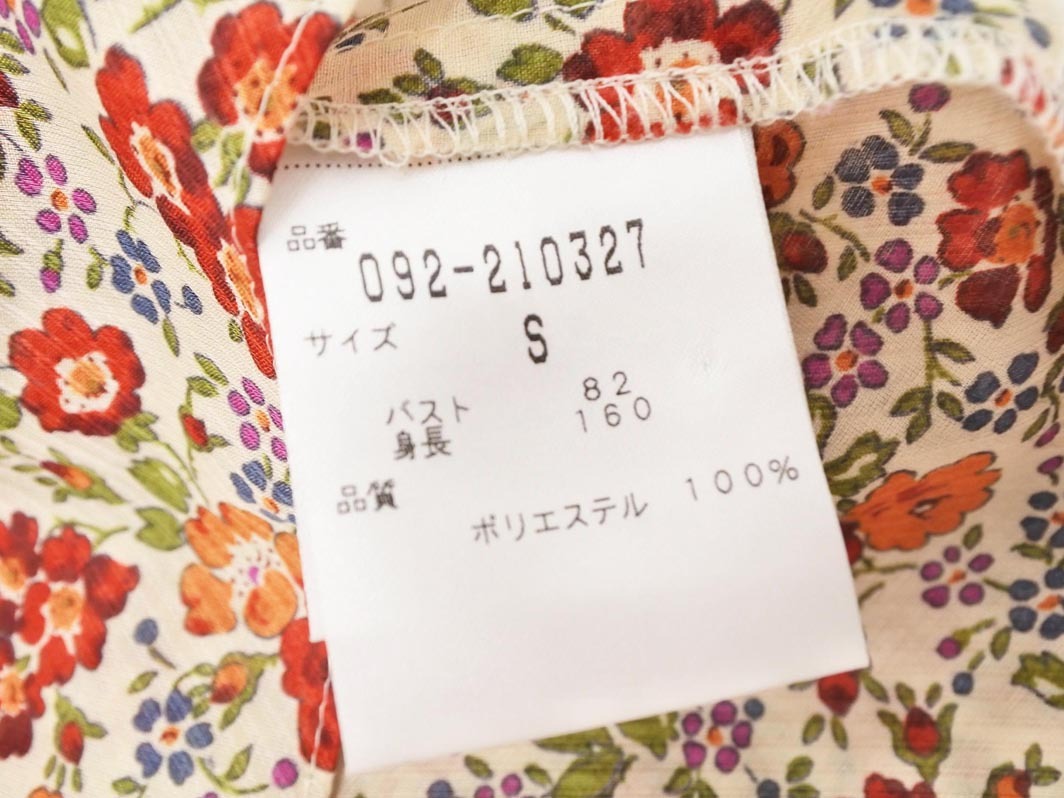 品番
092-210327
サイズ S
バスト 82
身長 160
品質
ポリエステル 100%